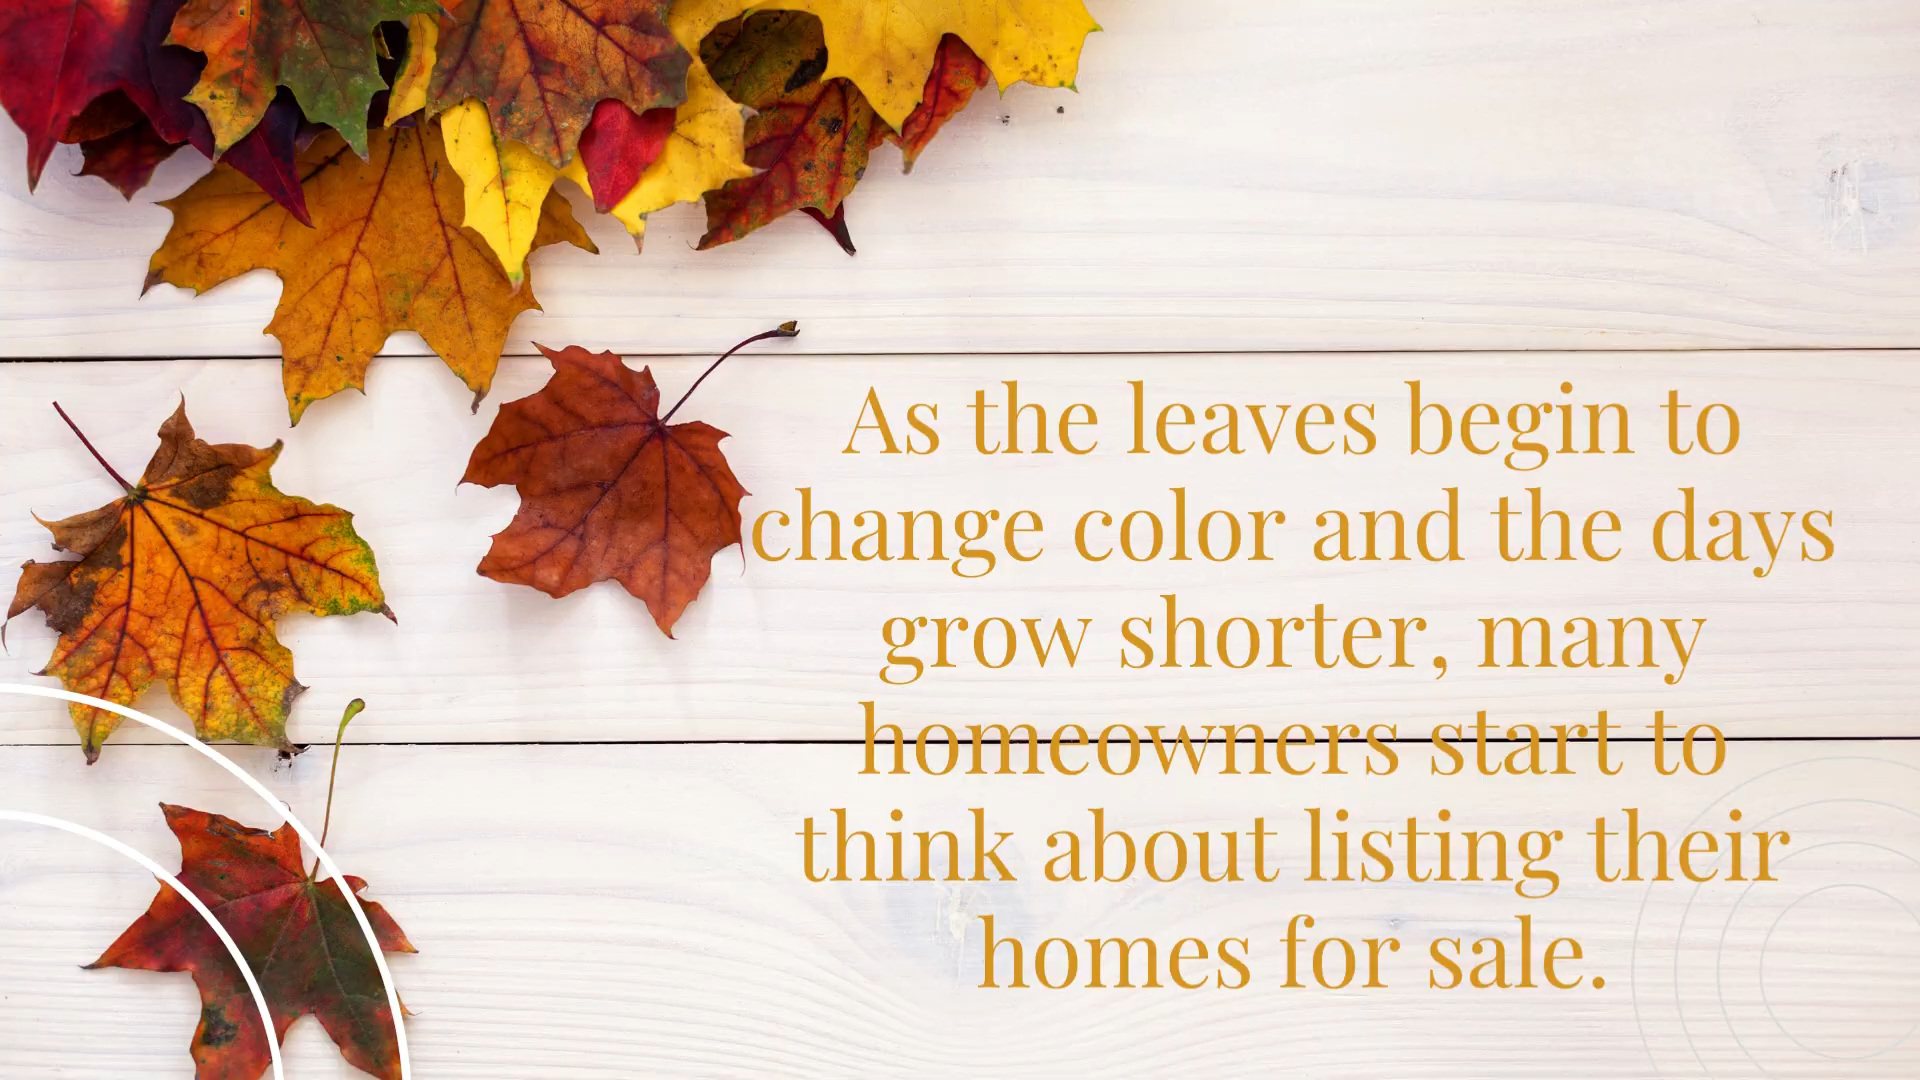 As the leaves begin to
change color and the days
grow shorter, many
homeowners start to
think about listing their
homes for sale.